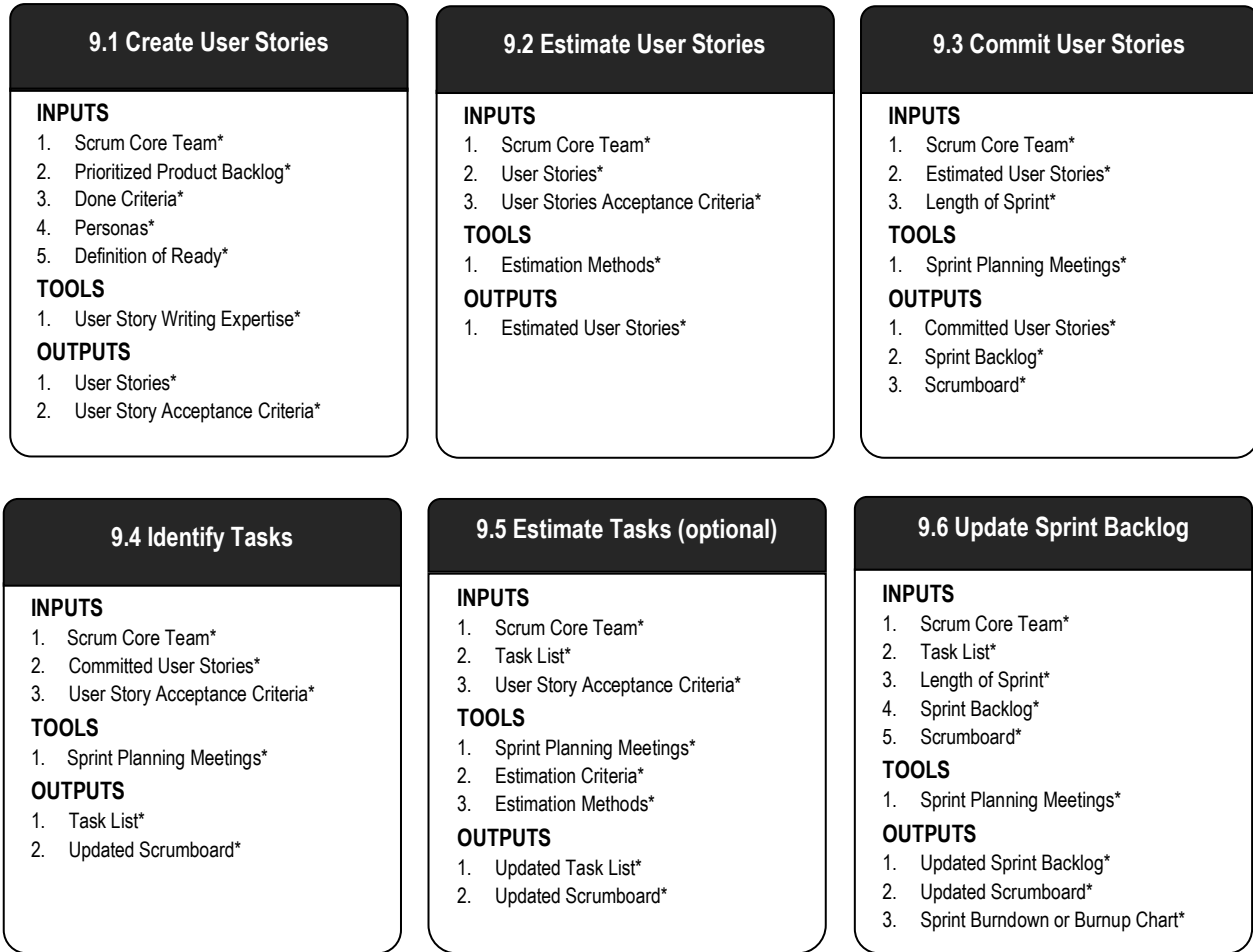 9.1 Create User Stories
INPUTS
1. Scrum Core Team*
2. Prioritized Product Backlog*
3. Done Criteria*
4. Personas*
5. Definition of Ready*
TOOLS
1. User Story Writing Expertise*
OUTPUTS
1. User Stories*
2. User Story Acceptance Criteria*
9.2 Estimate User Stories
INPUTS
1. Scrum Core Team*
2. User Stories*
3. User Stories Acceptance Criteria*
TOOLS
1. Estimation Methods*
OUTPUTS
1. Estimated User Stories*
9.3 Commit User Stories
INPUTS
1. Scrum Core Team*
2. Estimated User Stories*
3. Length of Sprint*
TOOLS
1. Sprint Planning Meetings*
OUTPUTS
1. Committed User Stories*
2. Sprint Backlog*
3. Scrumboard*
9.4 Identify Tasks
INPUTS
1. Scrum Core Team*
2. Committed User Stories*
3. User Story Acceptance Criteria*
TOOLS
1. Sprint Planning Meetings*
OUTPUTS
1. Task List*
2. Updated Scrumboard*
9.5 Estimate Tasks (optional)
INPUTS
1. Scrum Core Team*
2. Task List*
3. User Story Acceptance Criteria*
TOOLS
1. Sprint Planning Meetings*
2. Estimation Criteria*
3. Estimation Methods*
OUTPUTS
1. Updated Task List*
2. Updated Scrumboard*
9.6 Update Sprint Backlog
INPUTS
1. Scrum Core Team*
2. Task List*
3. Length of Sprint*
4. Sprint Backlog*
5. Scrumboard*
TOOLS
1. Sprint Planning Meetings*
OUTPUTS
1. Updated Sprint Backlog*
2. Updated Scrumboard*
3. Sprint Burndown or Burnup Chart*